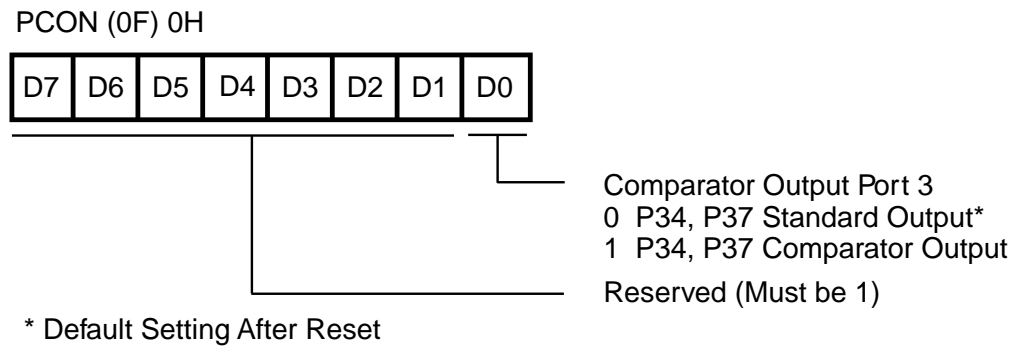 PCON (0F) 0H
D7 D6 D5 D4 D3 D2 D1 D0
Comparator Output Port 3
0 P34, P37 Standard Output*
1 P34, P37 Comparator Output
Reserved (Must be 1)
* Default Setting After Reset